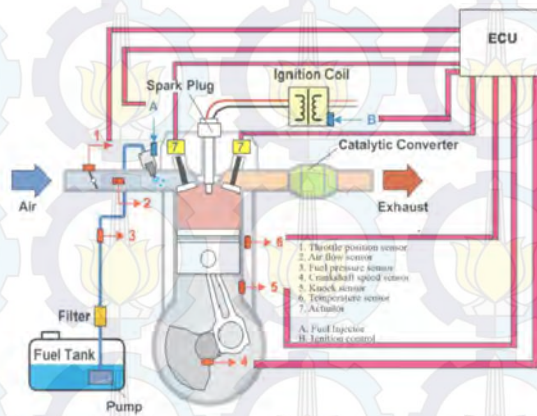 ECU
Ignition Coil
Spark Plug
A
B
1
7
7
Catalytic Converter
Air
2
Exhaust
3
6
1. Throttle position sensor
2. Air flow sensor
3. Fuel pressure sensor
4. Crankshaft speed sensor
5. Knock sensor
6. Temperature sensor
7. Actuator
A. Fuel Injector
B. Ignition control
5
Filter
Fuel Tank
4
Pump